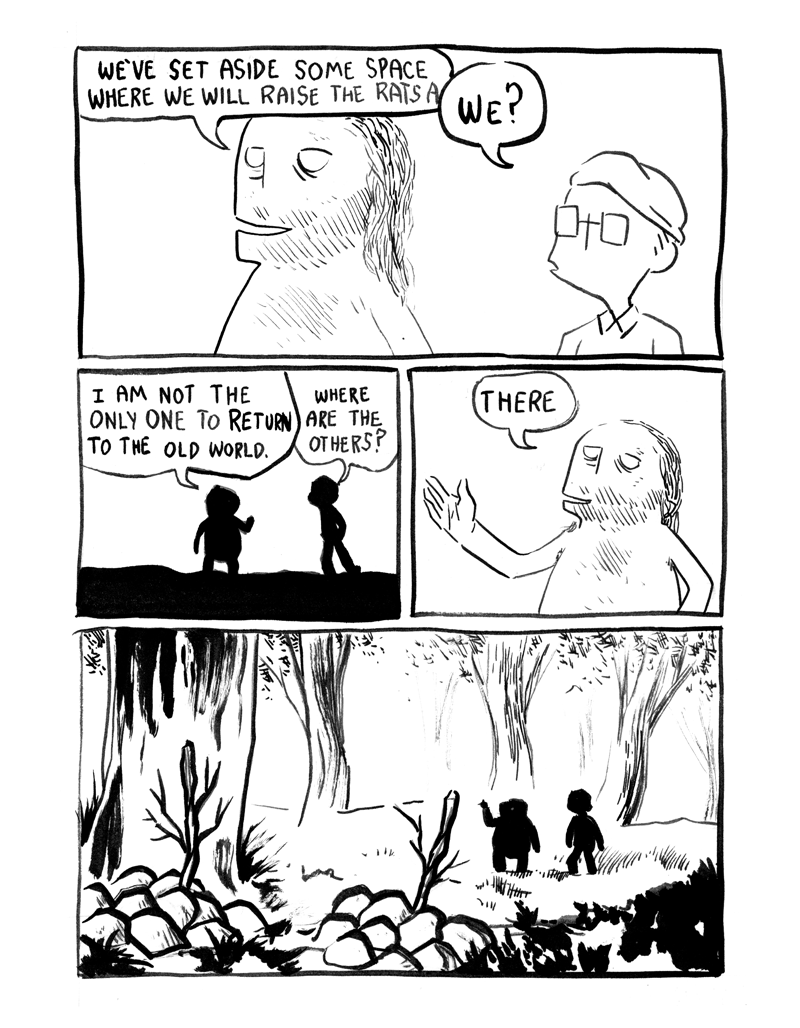 WE'VE SET ASIDE SOME SPACE
WHERE WE WILL RAISE THE RATS A
WE?
I AM NOT THE
ONLY ONE TO RETURN
TO THE OLD WORLD.
WHERE
ARE THE
OTHERS?
THERE